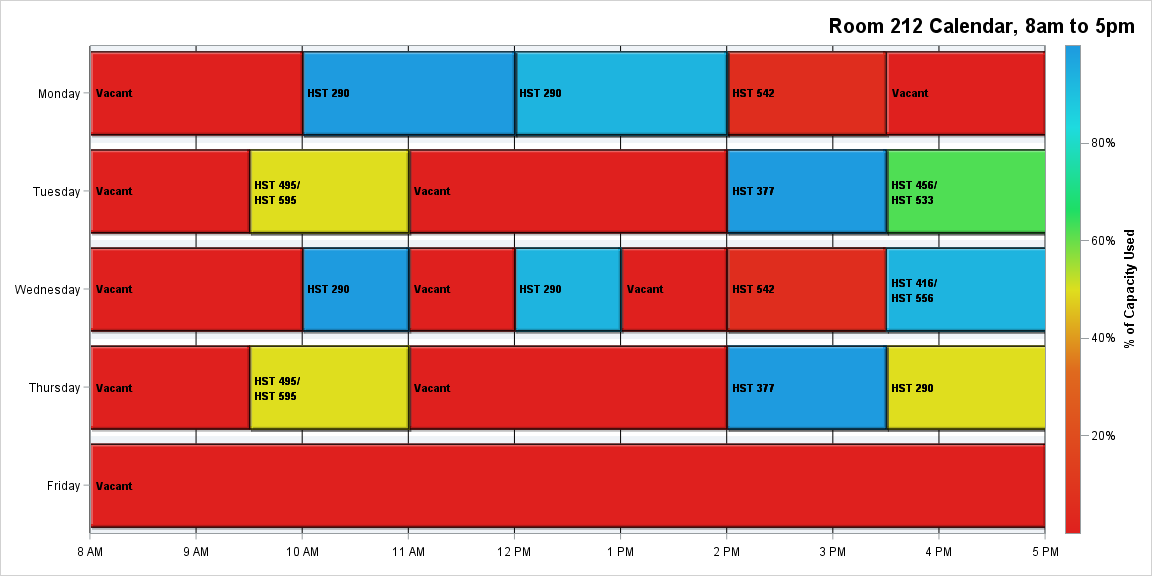 Room 212 Calendar, 8am to 5pm
Monday
Vacant
HST 290
HST 290
HST 542
Vacant
Tuesday
Vacant
HST 495/
HST 595
Vacant
HST 377
HST 456/
HST 533
Wednesday
Vacant
HST 290
Vacant
HST 290
Vacant
HST 542
HST 416/
HST 556
Thursday
Vacant
HST 495/
HST 595
Vacant
HST 377
HST 290
Friday
Vacant
8 AM
9 AM
10 AM
11 AM
12 PM
1 PM
2 PM
3 PM
4 PM
5 PM
80%
60%
40%
20%
% of Capacity Used